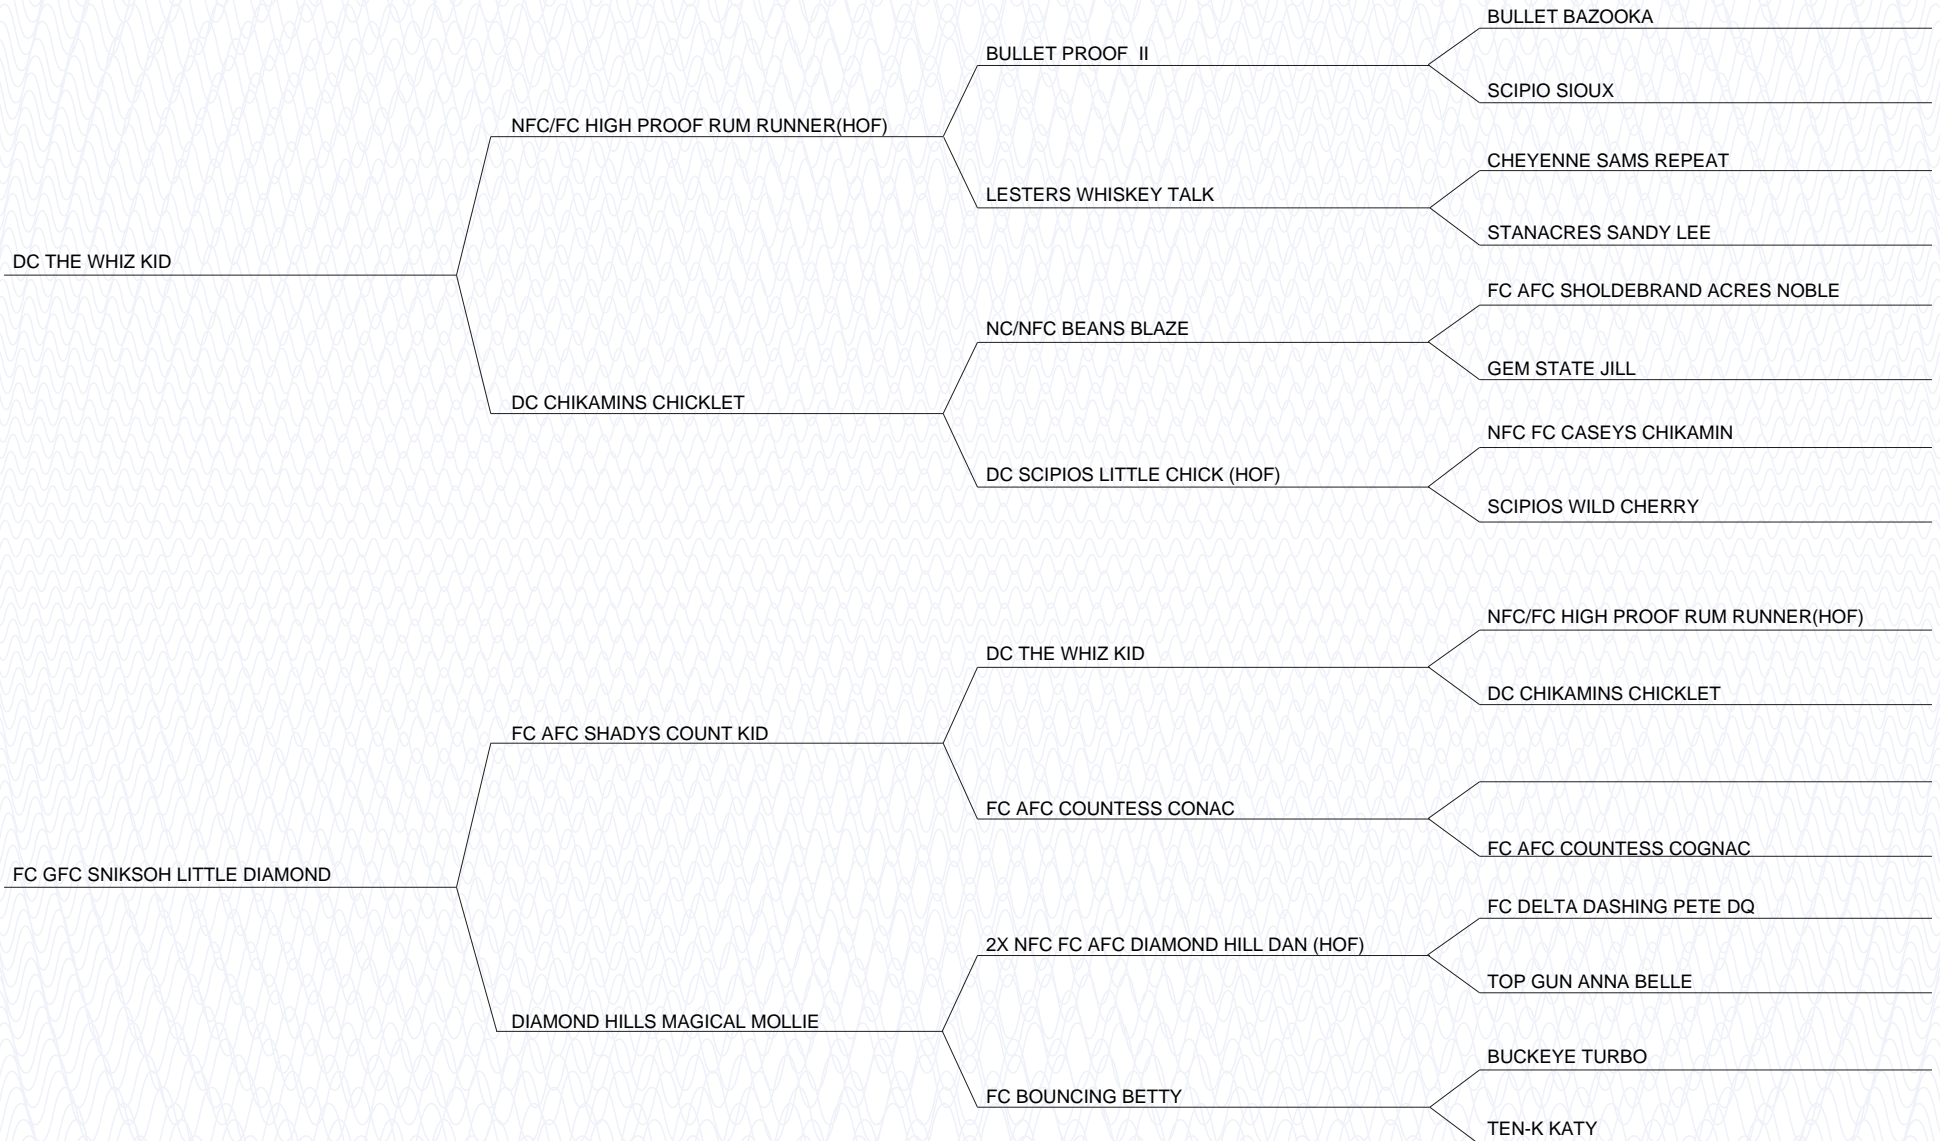 BULLET BAZOOKA
BULLET PROOF  II
SCIPIO SIOUX
NFC/FC HIGH PROOF RUM RUNNER(HOF)
CHEYENNE SAMS REPEAT
LESTERS WHISKEY TALK
STANACRES SANDY LEE
DC THE WHIZ KID
FC AFC SHOLDEBRAND ACRES NOBLE
NC/NFC BEANS BLAZE
GEM STATE JILL
DC CHIKAMINS CHICKLET
NFC FC CASEYS CHIKAMIN
DC SCIPIOS LITTLE CHICK (HOF)
SCIPIOS WILD CHERRY
NFC/FC HIGH PROOF RUM RUNNER(HOF)
DC THE WHIZ KID
DC CHIKAMINS CHICKLET
FC AFC SHADYS COUNT KID
FC AFC COUNTESS CONAC
FC AFC COUNTESS COGNAC
FC GFC SNIKSOH LITTLE DIAMOND
FC DELTA DASHING PETE DQ
2X NFC FC AFC DIAMOND HILL DAN (HOF)
TOP GUN ANNA BELLE
DIAMOND HILLS MAGICAL MOLLIE
BUCKEYE TURBO
FC BOUNCING BETTY
TEN-K KATY